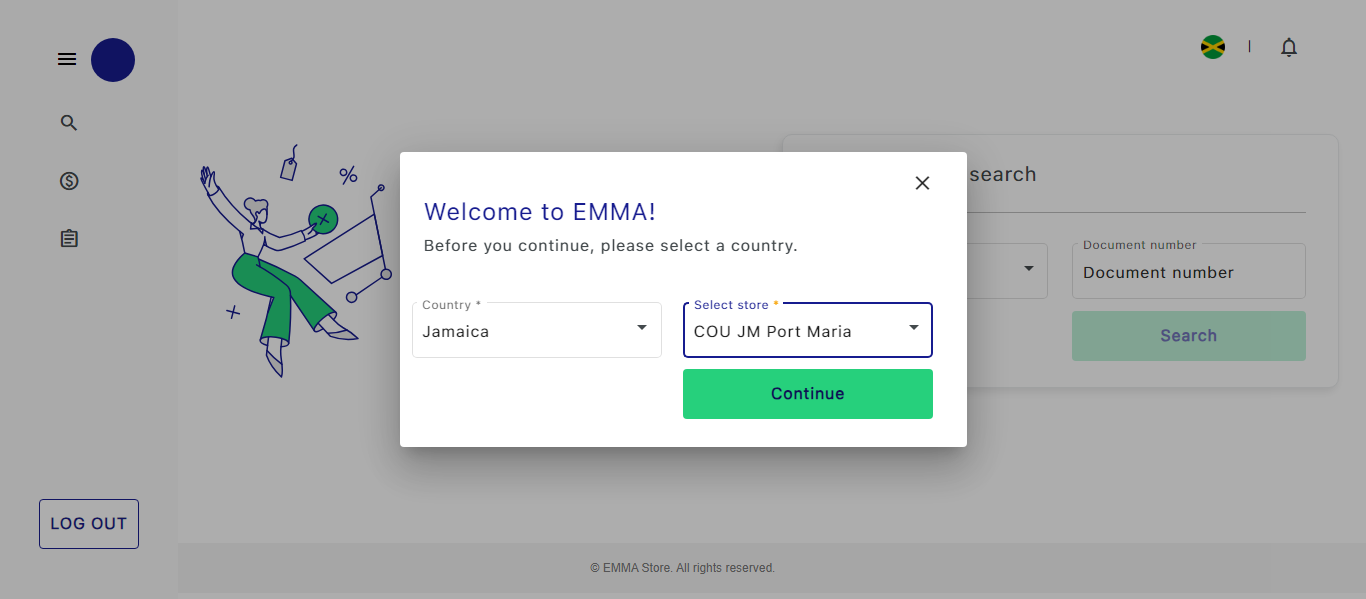 search
Document number
Document number
Search
Welcome to EMMA!
Before you continue, please select a country.
Country *
Jamaica
Select store *
COU JM Port Maria
Continue
LOG OUT
© EMMA Store. All rights reserved.